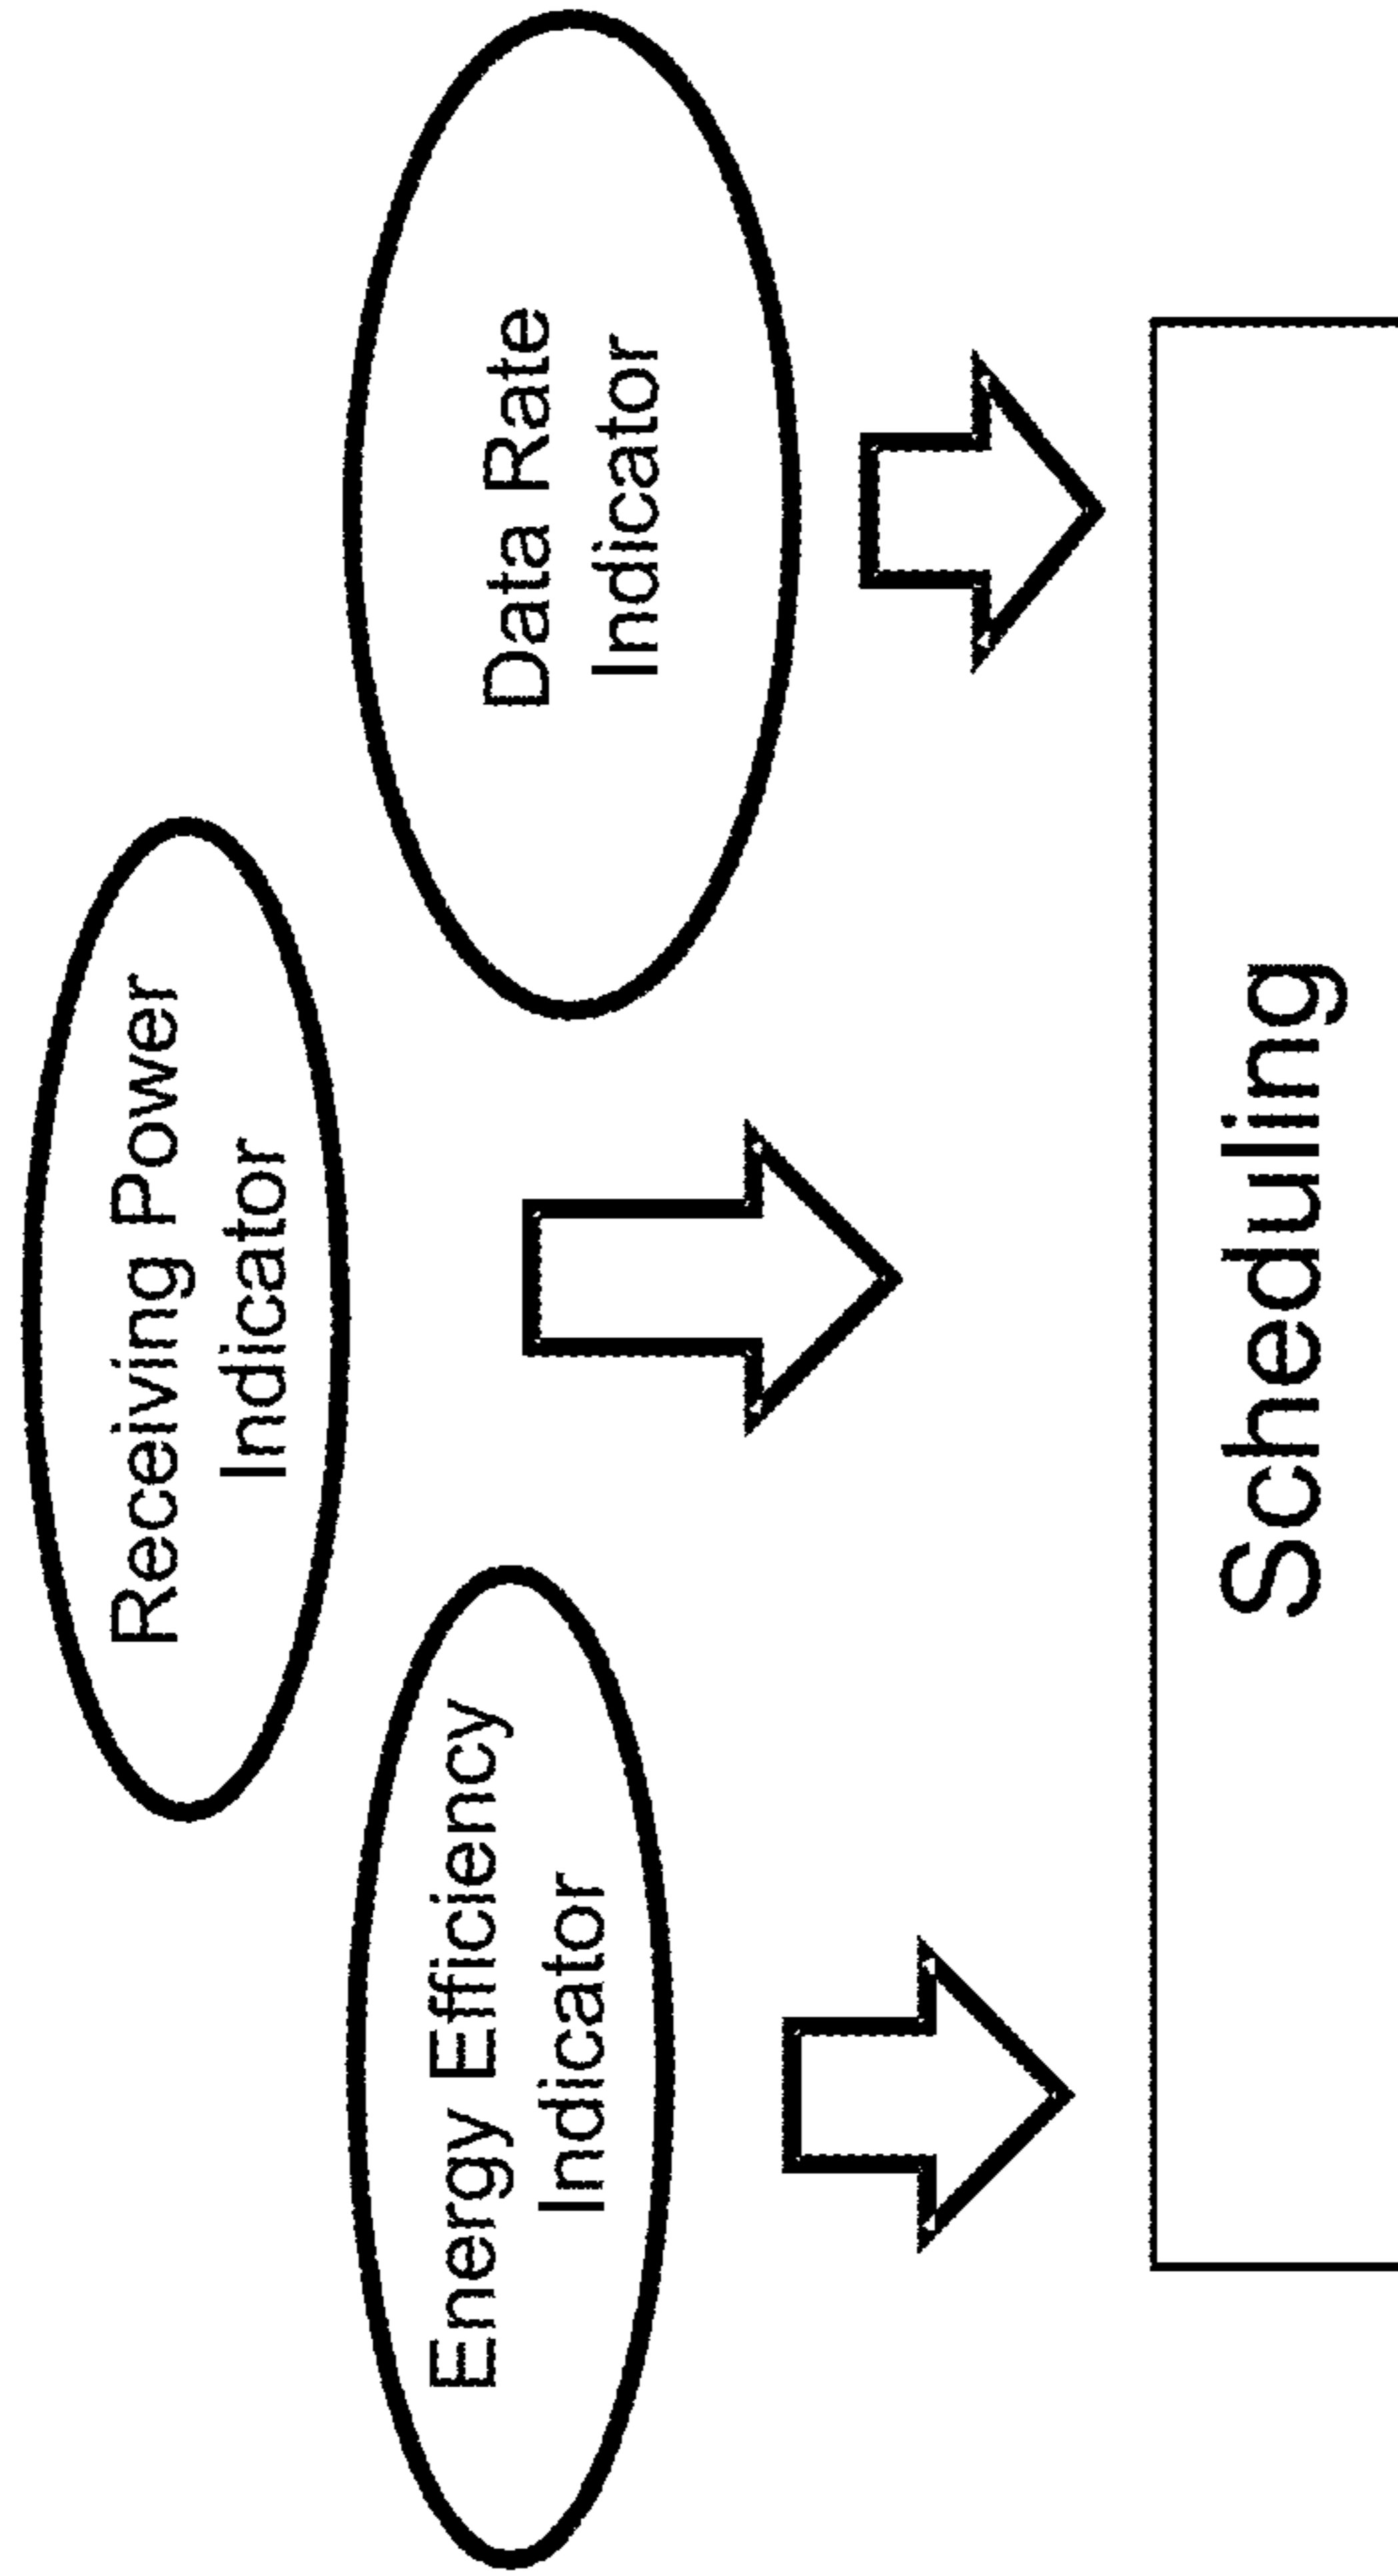 Receiving Power
Indicator
Energy Efficiency
Indicator
Data Rate
Indicator
Scheduling